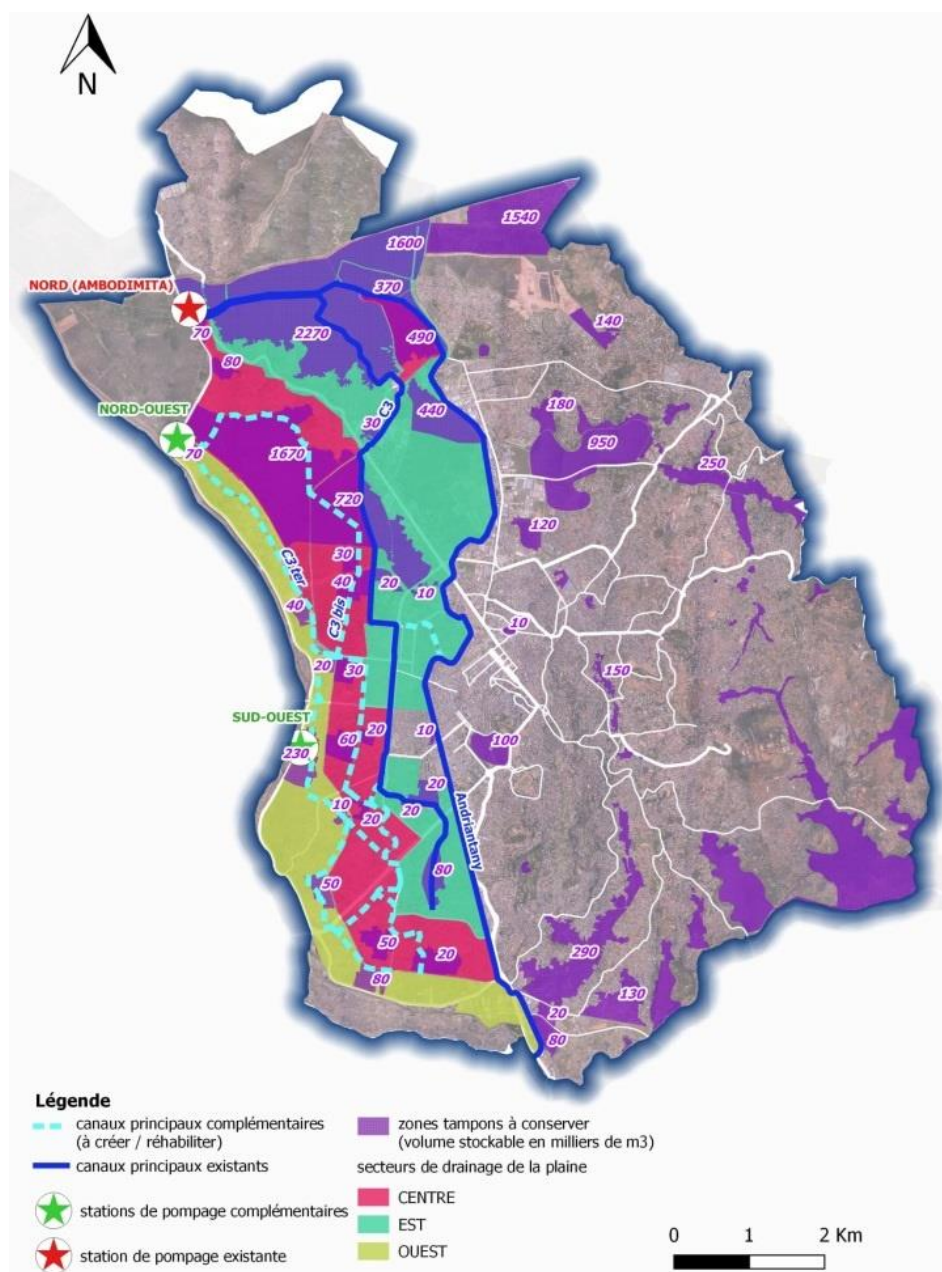 N
1540
1600
NORD (AMBODIMITA)
370
70
2270
490
140
80
NORD-OUEST
C3
440
180
30
70
1670
950
250
720
120
30
C3 ter
40
20
10
C3 bis
40
10
20
30
150
SUD-OUEST
20
10
230
60
100
20
Andriantany
10
20
20
80
50
50
20
290
80
130
20
80
Légende
canaux principaux complémentaires
(à créer / réhabiliter)
canaux principaux existants
stations de pompage complémentaires
station de pompage existante
zones tampons à conserver
(volume stockable en milliers de m3)
secteurs de drainage de la plaine
CENTRE
EST
OUEST
0 1 2 Km